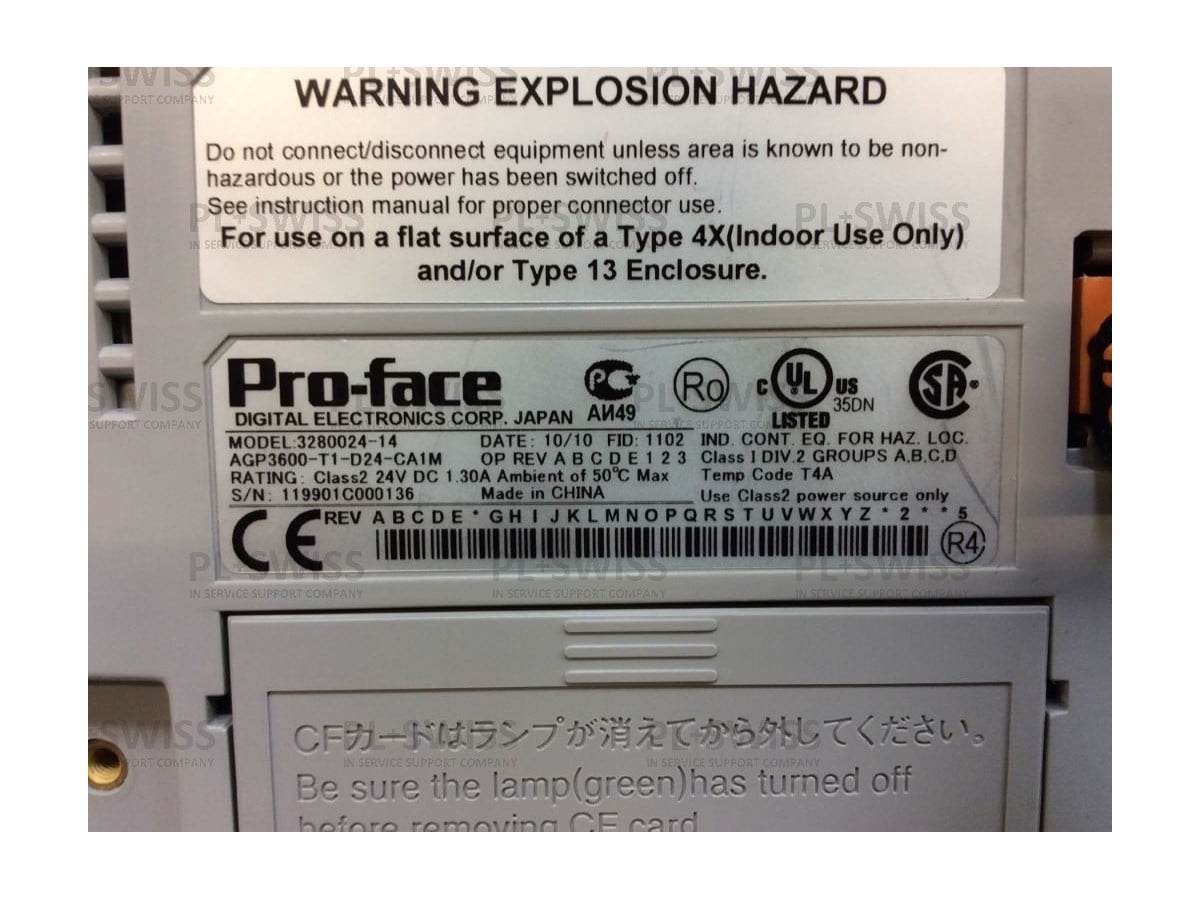 WARNING EXPLOSION HAZARD
Do not connect/disconnect equipment unless area is known to be non-
hazardous or the power has been switched off.
See instruction manual for proper connector use.
For use on a flat surface of a Type 4X(Indoor Use Only)
and/or Type 13 Enclosure.
Pro-face
DIGITAL ELECTRONICS CORP. JAPAN
PC
АИ49
Ro
C UL US
LISTED
35DN
SA
MODEL:3280024-14
AGP3600-T1-D24-CA1M
DATE: 10/10 FID: 1102
OP REV A B C D E 1 2 3
RATING: Class2 24V DC 1.30A Ambient of 50°C Max
S/N: 119901C000136
Made in CHINA
IND. CONT. EQ. FOR HAZ. LOC.
Class I DIV.2 GROUPS A,B,C,D
Temp Code T4A
Use Class2 power source only
CE
REV A B C D E * G H I J K L M N O P Q R S T U V W X Y Z * 2 * * 5
R4
CFカードはランプが消えてから外してください。
Be sure the lamp(green)has turned off
before removing CF card
PL+SWISS
IN SERVICE SUPPORT COMPANY